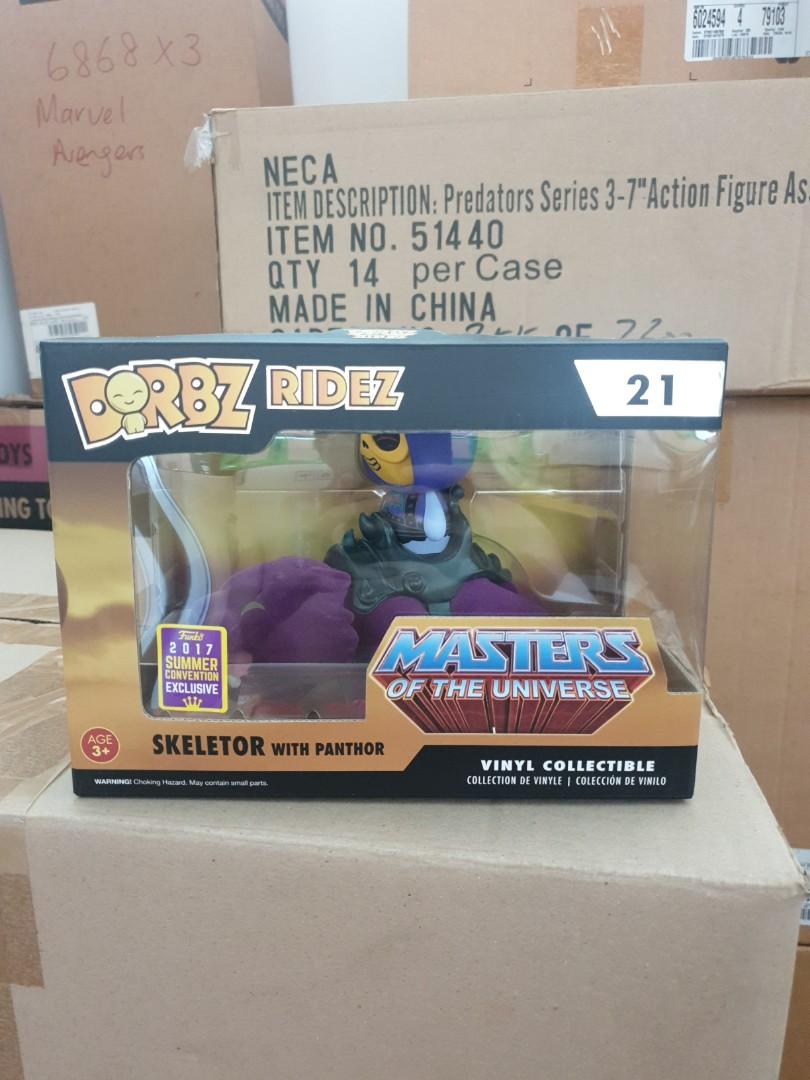 6868 X 3
Marvel
Avengers
6024594 4 79103
NECA
ITEM DESCRIPTION: Predators Series 3-7"Action Figure As
ITEM NO. 51440
QTY 14 per Case
MADE IN CHINA
OF
OYS
ING TO
DORBZ RIDEZ
21
Funko
2017
SUMMER
CONVENTION
EXCLUSIVE
MASTERS
OF THE UNIVERSE
AGE
3+
SKELETOR WITH PANTHOR
VINYL COLLECTIBLE
COLLECTION DE VINYLE | COLECCIÓN DE VINILO
WARNING! Choking Hazard. May contain small parts.